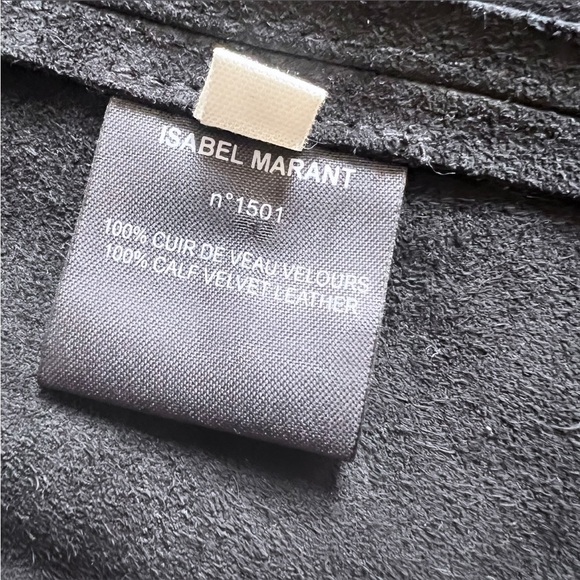 ISABEL MARANT
n°1501
100% CUIR DE VEAU VELOURS
100% CALF VELVET LEATHER